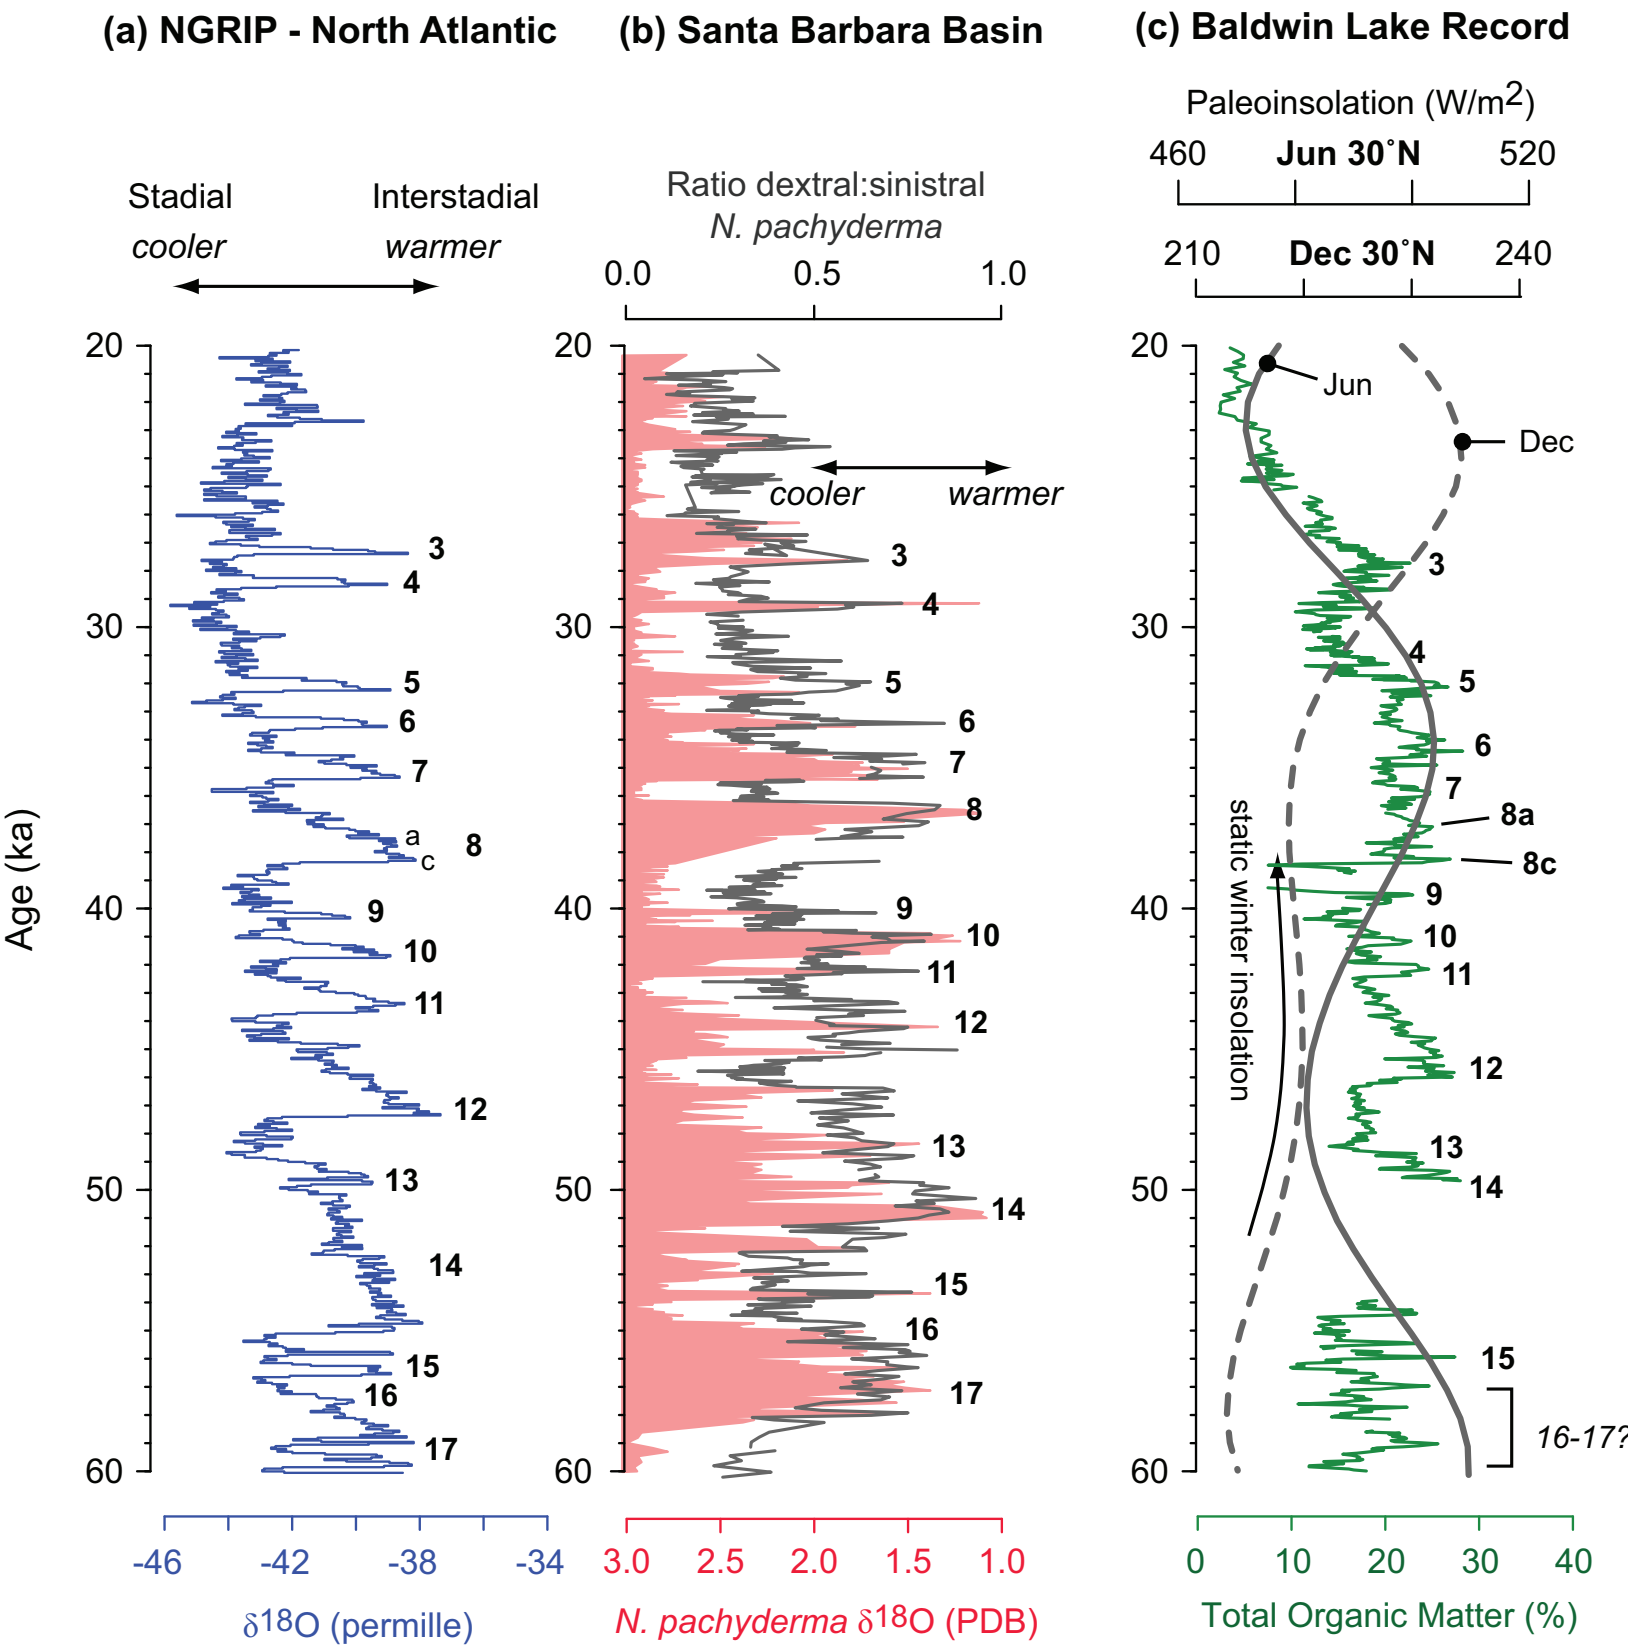 (a) NGRIP - North Atlantic
(b) Santa Barbara Basin
(c) Baldwin Lake Record
Paleoinsolation (W/m2)
460 Jun 30˚N 520
210 Dec 30˚N 240
Stadial Interstadial
cooler warmer
Ratio dextral:sinistral
N. pachyderma
0.0 0.5 1.0
Age (ka)
20
30
40
50
60
3
4
5
6
7
a
8
c
9
10
11
12
13
14
15
16
17
-46 -42 -38 -34
δ18O (permille)
20
30
40
50
60
cooler warmer
3
4
5
6
7
8
9
10
11
12
13
14
15
16
17
3.0 2.5 2.0 1.5 1.0
N. pachyderma δ18O (PDB)
20
30
40
50
60
Jun
Dec
static winter insolation
3
4
5
6
7
8a
8c
9
10
11
12
13
14
15
16-17?
0 10 20 30 40
Total Organic Matter (%)